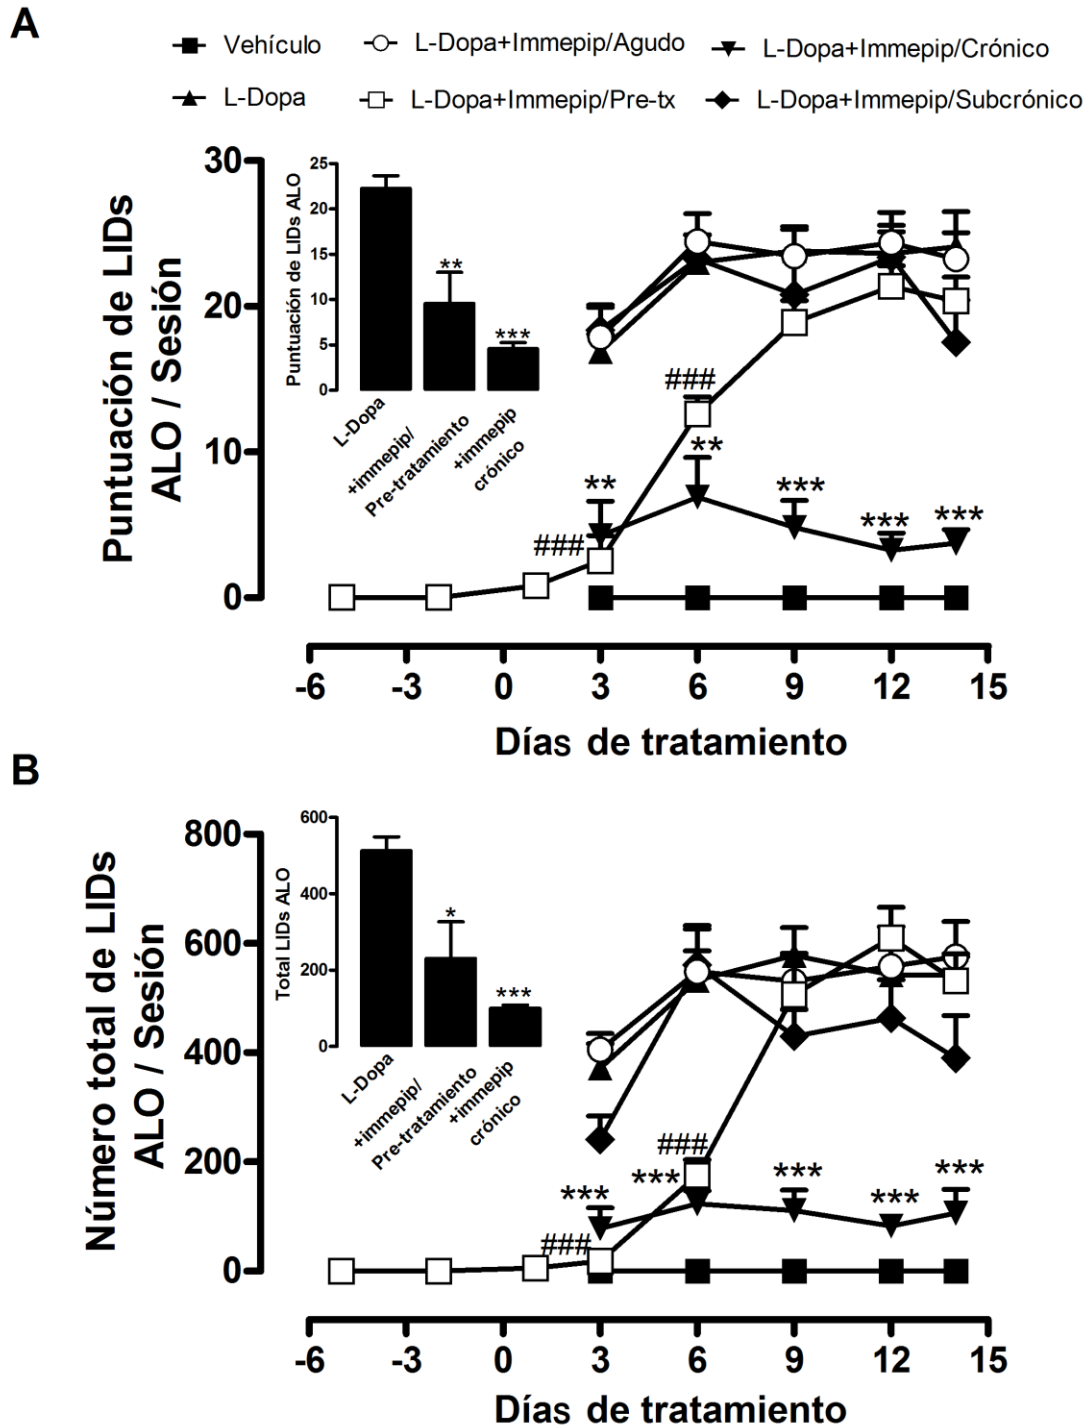 A
Vehículo
L-Dopa+Immepip/Agudo
L-Dopa+Immepip/Crónico
L-Dopa
L-Dopa+Immepip/Pre-tx
L-Dopa+Immepip/Subcrónico
Puntuación de LIDs
ALO / Sesión
30
20
10
0
Puntuación de LIDs ALO
25
20
15
10
5
0
**
***
L-Dopa
+immepip/
Pre-tratamiento
+immepip
crónico
###
###
**
**
***
***
***
-6
-3
0
3
6
9
12
15
Días de tratamiento
B
Número total de LIDs
ALO / Sesión
800
600
400
200
0
Total LIDs ALO
600
400
200
0
*
***
L-Dopa
+immepip/
Pre-tratamiento
+immepip
crónico
###
###
***
***
***
***
***
-6
-3
0
3
6
9
12
15
Días de tratamiento